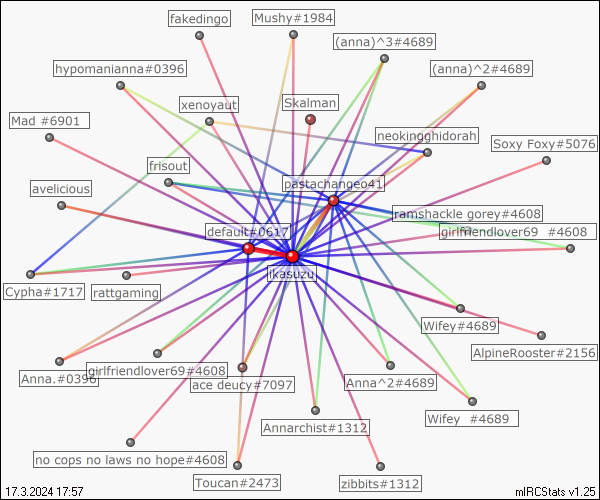 fakedingo
Mushy#1984
(anna)^3#4689
hypomanianna#0396
(anna)^2#4689
xenoyaut
Skalman
Mad #6901
neokingghidorah
Soxy Foxy#5076
frisout
avelicious
pastachangeo41
ramshackle gorey#4608
default#0617
girlfriendlover69 #4608
ikasuzu
Cypha#1717
rattgaming
Wifey#4689
AlpineRooster#2156
Anna.#0396
girlfriendlover69#4608
ace deucy#7097
Anna^2#4689
Annarchist#1312
Wifey #4689
no cops no laws no hope#4608
Toucan#2473
zibbits#1312
17.3.2024 17:57
mIRCStats v1.25